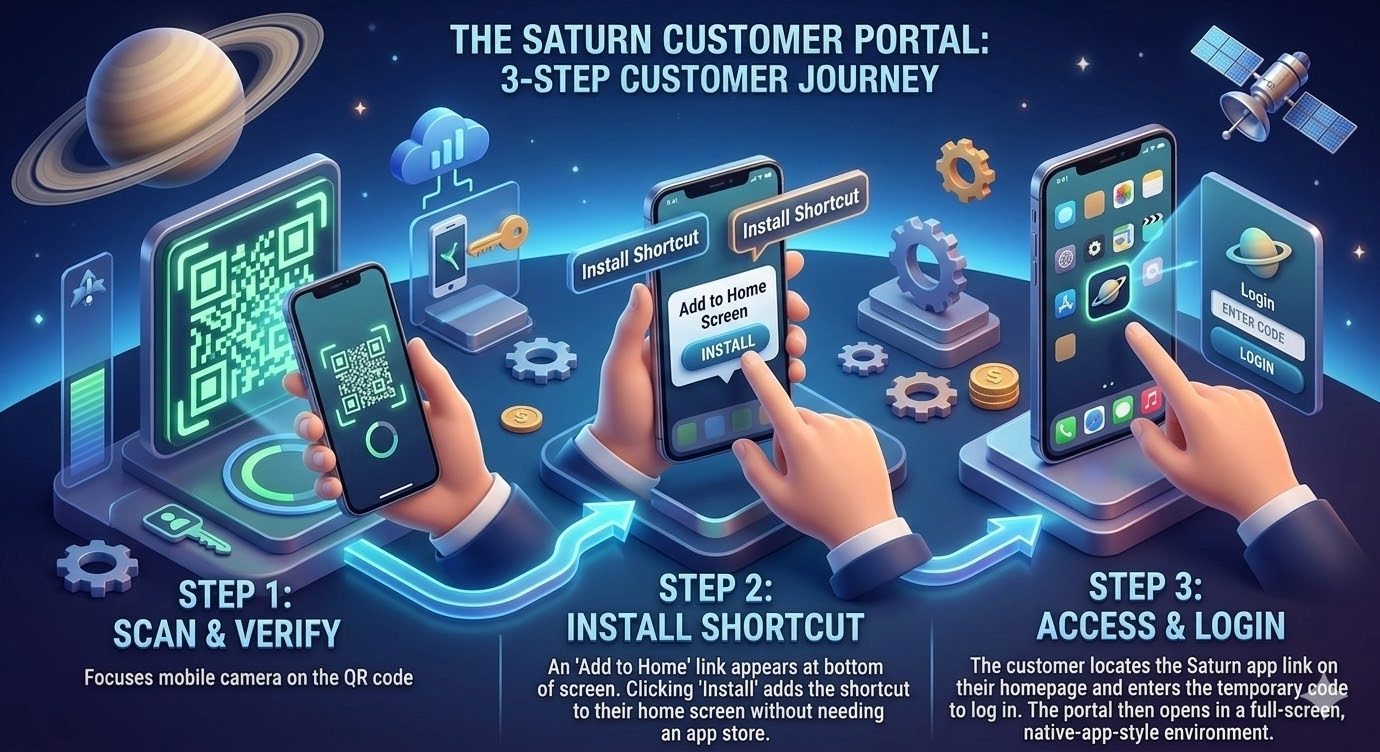 THE SATURN CUSTOMER PORTAL:
3-STEP CUSTOMER JOURNEY
Install Shortcut
Install Shortcut
Add to Home
Screen
INSTALL
Login
ENTER CODE
LOGIN
STEP 1:
SCAN & VERIFY
Focuses mobile camera on the QR code
STEP 2:
INSTALL SHORTCUT
An 'Add to Home' link appears at bottom
of screen. Clicking 'Install' adds the shortcut
to their home screen without needing
an app store.
STEP 3:
ACCESS & LOGIN
The customer locates the Saturn app link on
their homepage and enters the temporary code
to log in. The portal then opens in a full-screen,
native-app-style environment.